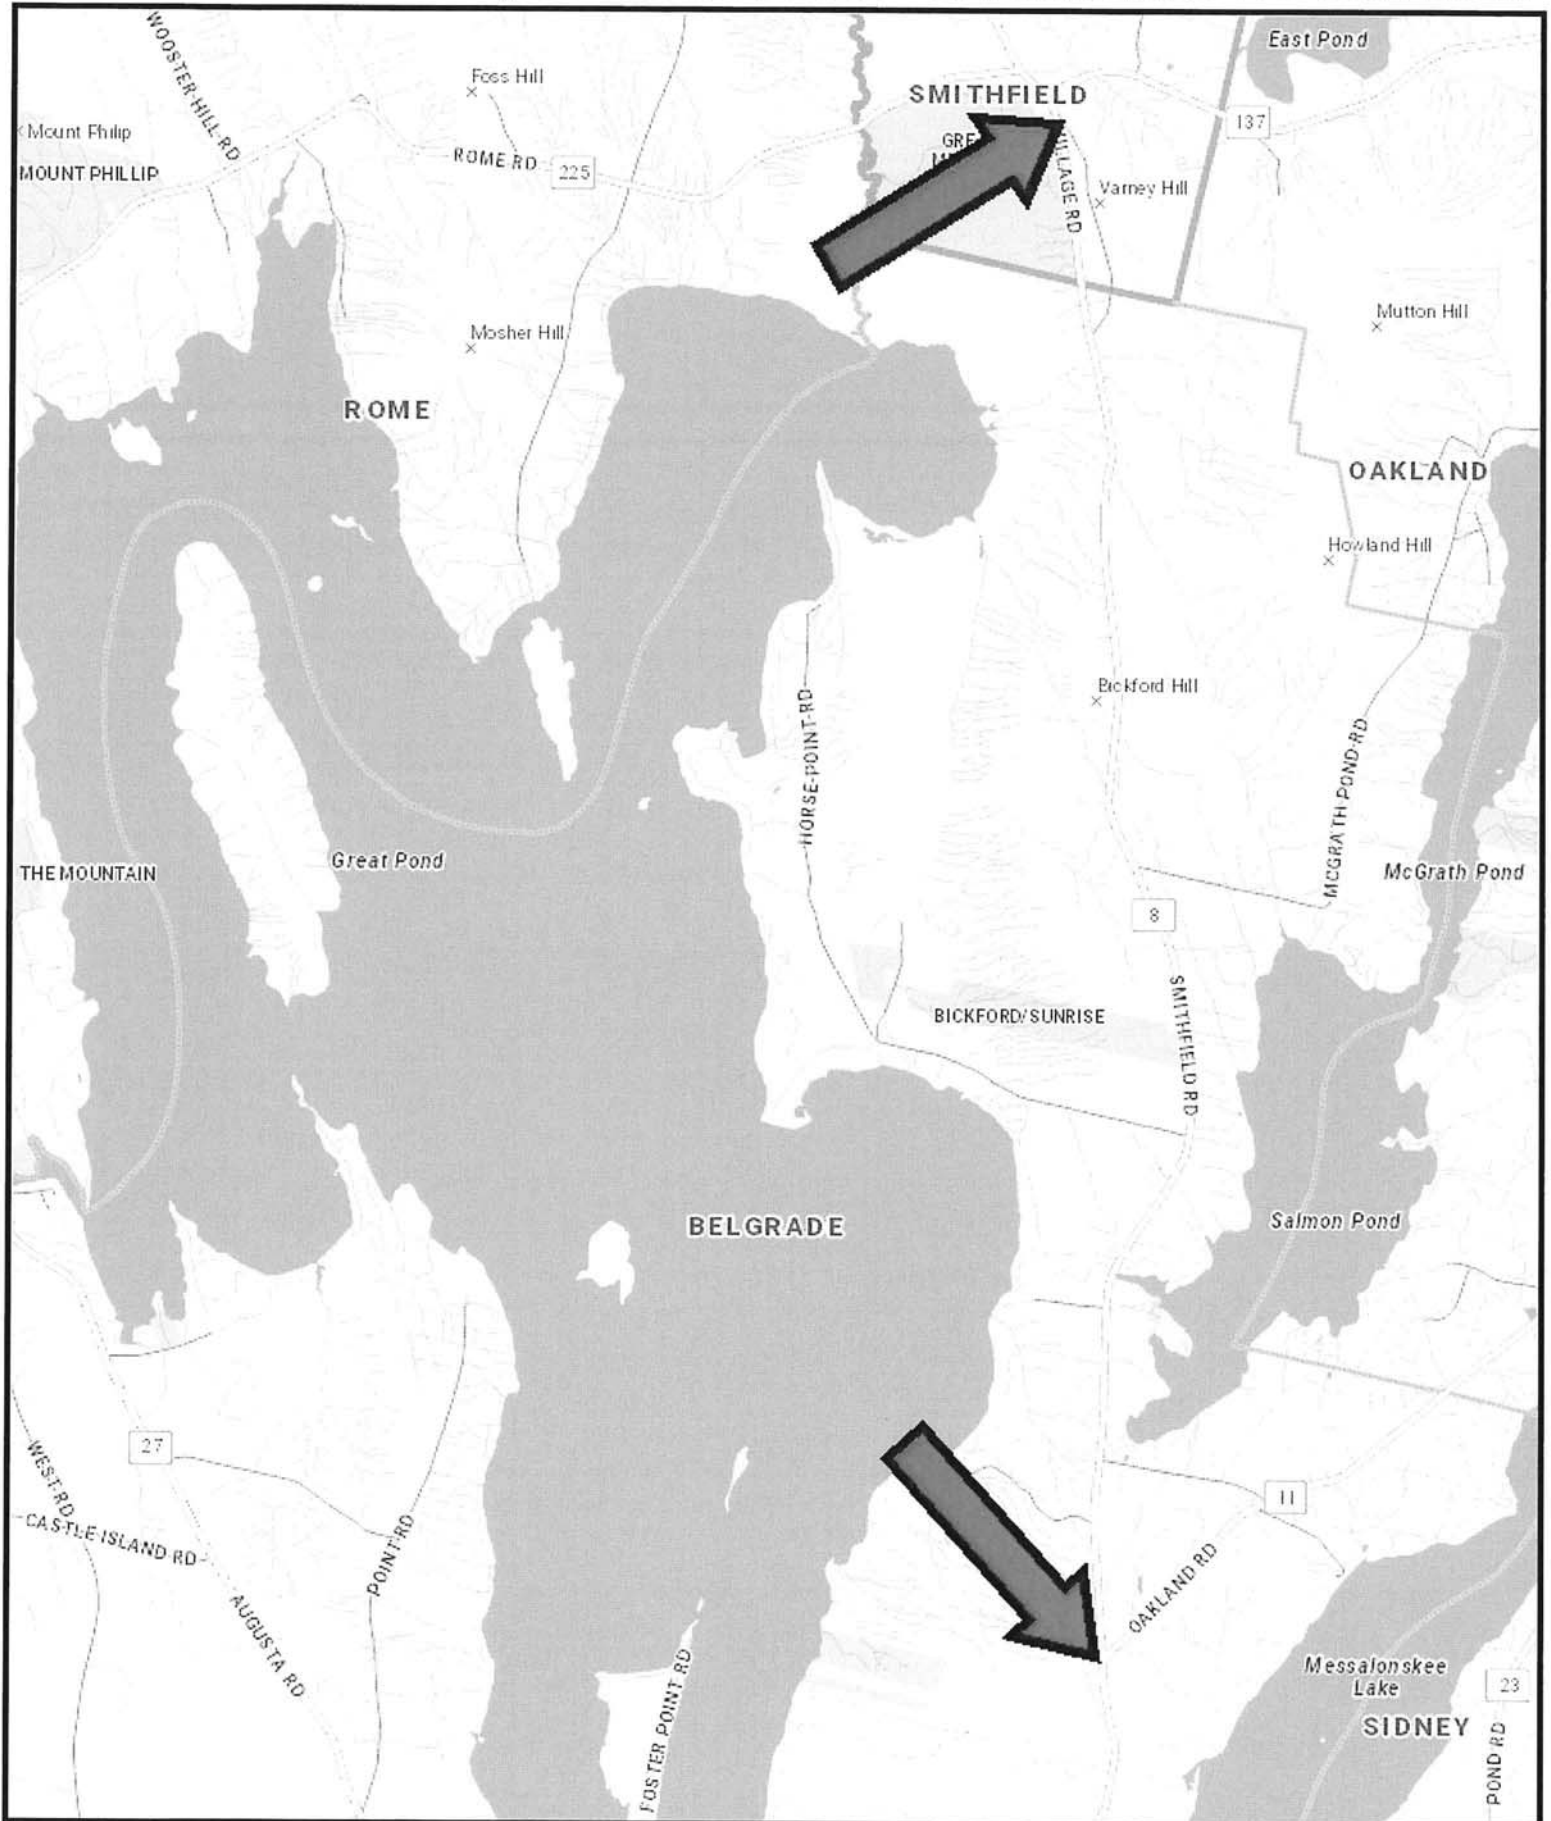 WOOSTER-HILL-RD
East Pond
Foss Hill
SMITHFIELD
137
Mount Philip
ROME RD
225
MOUNT PHILLIP
GRE
VILLAGE RD
Varney Hill
Mutton Hill
Mosher Hill
ROME
OAKLAND
Howland Hill
Bickford Hill
HORSE-POINT-RD
MCGRATH POND-RD
Great Pond
THE MOUNTAIN
McGrath Pond
8
SMITHFIELD RD
BICKFORD/SUNRISE
BELGRADE
Salmon Pond
27
WEST-RD
CASTLE-ISLAND-RD
POINT-RD
AUGUSTA RD
11
OAKLAND RD
FOSTER POINT RD
Messalonskee
Lake
23
SIDNEY
POND RD